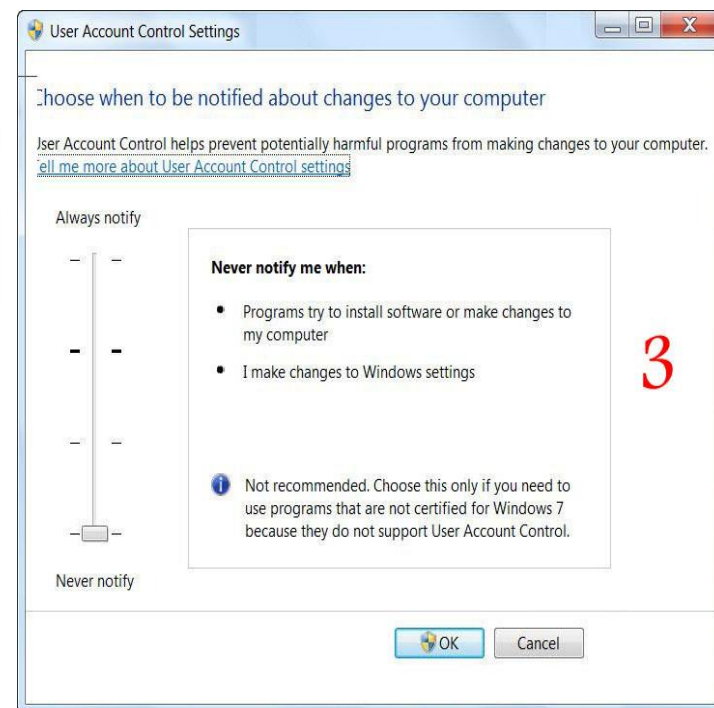 User Account Control Settings
hoose when to be notified about changes to your computer
ser Account Control helps prevent potentially harmful programs from making changes to your computer.
ell me more about User Account Control settings
Always notify
Never notify me when:
• Programs try to install software or make changes to
my computer
• I make changes to Windows settings
3
Not recommended. Choose this only if you need to
use programs that are not certified for Windows 7
because they do not support User Account Control.
Never notify
OK Cancel